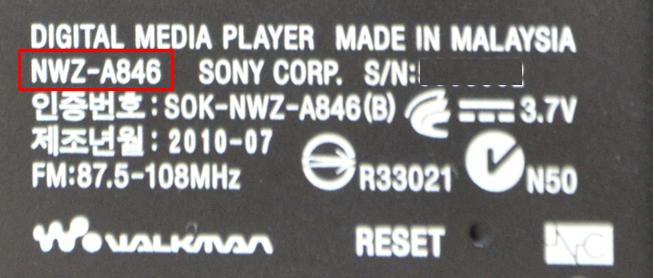 DIGITAL MEDIA PLAYER MADE IN MALAYSIA
NWZ-A846 SONY CORP. S/N:
인증번호 : SOK-NWZ-A846(B) 3.7V
제조년월 : 2010-07
R33021 N50
FM:87.5-108MHz
WALKMAN RESET